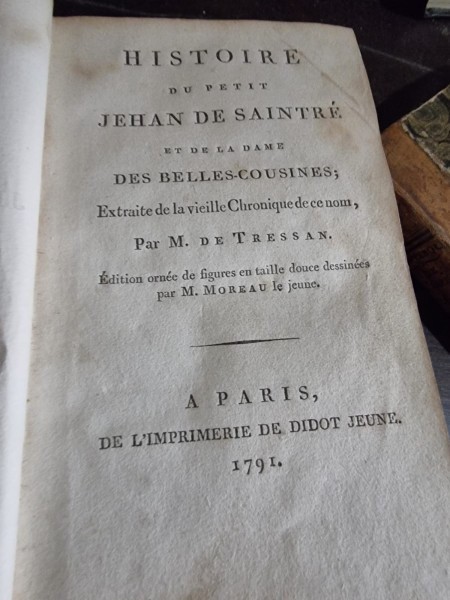 HISTOIRE
DU PETIT
JEHAN DE SAINTRÉ
ET DE LA DAME
DES BELLES-COUSINES;
Extraite de la vieille Chronique de ce nom,
Par M. DE TRESSAN.
Édition ornée de figures en taille douce dessinées
par M. MOREAU le jeune.
A PARIS,
DE L'IMPRIMERIE DE DIDOT JEUNE.
1791.